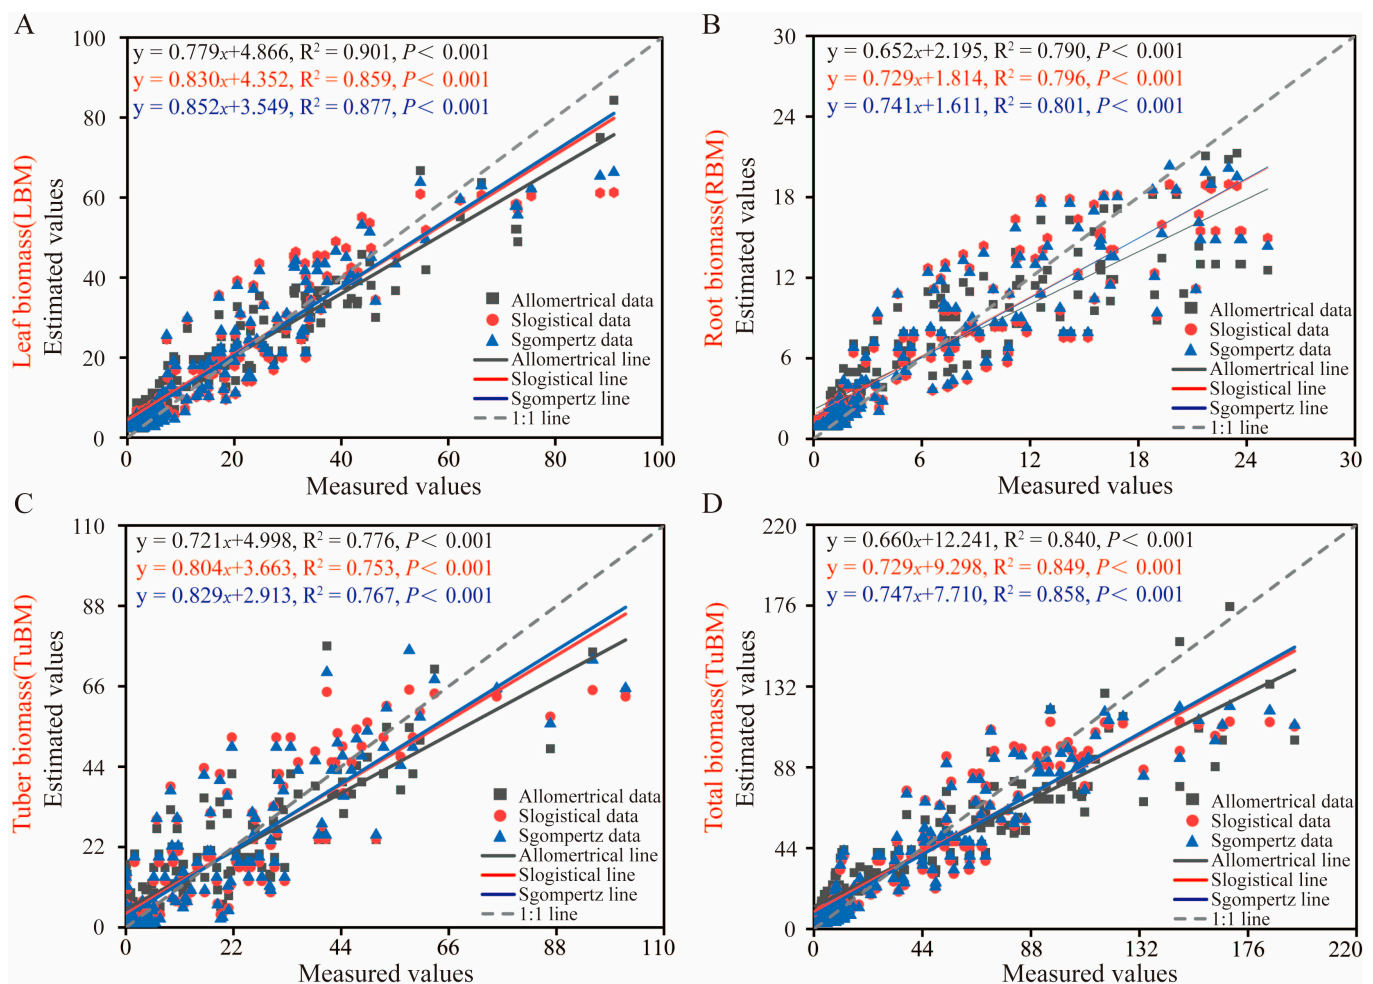 A
y = 0.779x+4.866, R² = 0.901, P< 0.001
y = 0.830x+4.352, R² = 0.859, P< 0.001
y = 0.852x+3.549, R² = 0.877, P< 0.001
Leaf biomass(LBM)
Estimated values
100
80
60
40
20
0
Allomertrical data
Slogistical data
Sgompertz data
Allomertrical line
Slogistical line
Sgompertz line
1:1 line
0 20 40 60 80 100
Measured values
B
y = 0.652x+2.195, R² = 0.790, P< 0.001
y = 0.729x+1.814, R² = 0.796, P< 0.001
y = 0.741x+1.611, R² = 0.801, P< 0.001
Root biomass(RBM)
Estimated values
30
24
18
12
6
0
Allomertrical data
Slogistical data
Sgompertz data
Allomertrical line
Slogistical line
Sgompertz line
1:1 line
0 6 12 18 24 30
Measured values
C
y = 0.721x+4.998, R² = 0.776, P< 0.001
y = 0.804x+3.663, R² = 0.753, P< 0.001
y = 0.829x+2.913, R² = 0.767, P< 0.001
Tuber biomass(TuBM)
Estimated values
110
88
66
44
22
0
Allomertrical data
Slogistical data
Sgompertz data
Allomertrical line
Slogistical line
Sgompertz line
1:1 line
0 22 44 66 88 110
Measured values
D
y = 0.660x+12.241, R² = 0.840, P< 0.001
y = 0.729x+9.298, R² = 0.849, P< 0.001
y = 0.747x+7.710, R² = 0.858, P< 0.001
Total biomass(TuBM)
Estimated values
220
176
132
88
44
0
Allomertrical data
Slogistical data
Sgompertz data
Allomertrical line
Slogistical line
Sgompertz line
1:1 line
0 44 88 132 176 220
Measured values